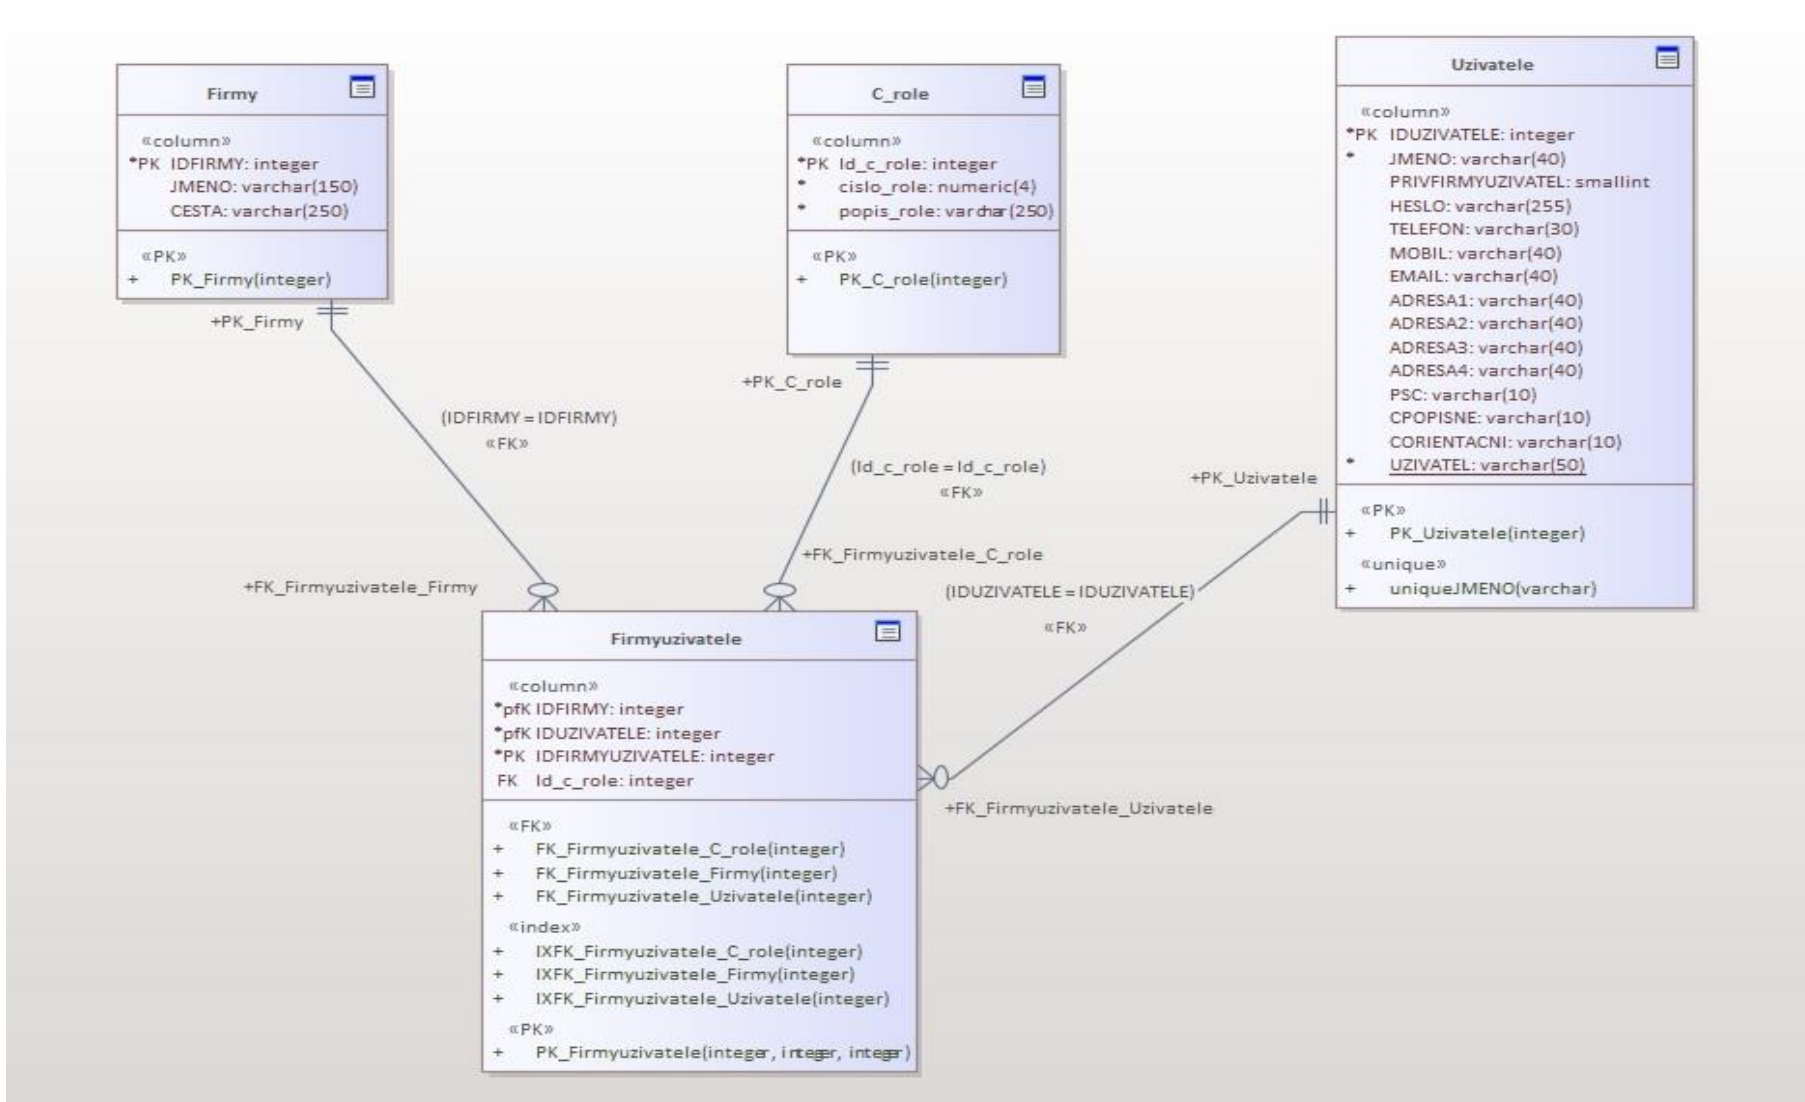 Firmy
«column»
*PK IDFIRMY: integer
JMENO: varchar(150)
CESTA: varchar(250)
«PK»
+ PK_Firmy(integer)
+PK_Firmy
C_role
«column»
*PK Id_c_role: integer
* cislo_role: numeric(4)
* popis_role: varchar(250)
«PK»
+ PK_C_role(integer)
+PK_C_role
Uzivatele
«column»
*PK IDUZIVATELE: integer
* JMENO: varchar(40)
PRIVFIRMYUZIVATEL: smallint
HESLO: varchar(255)
TELEFON: varchar(30)
MOBIL: varchar(40)
EMAIL: varchar(40)
ADRESA1: varchar(40)
ADRESA2: varchar(40)
ADRESA3: varchar(40)
ADRESA4: varchar(40)
PSC: varchar(10)
CPOPISNE: varchar(10)
CORIENTACNI: varchar(10)
* UZIVATEL: varchar(50)
«PK»
+ PK_Uzivatele(integer)
«unique»
+ uniqueJMENO(varchar)
+PK_Uzivatele
(IDFIRMY = IDFIRMY)
«FK»
(Id_c_role = Id_c_role)
«FK»
(IDUZIVATELE = IDUZIVATELE)
«FK»
+FK_Firmyuzivatele_Firmy
+FK_Firmyuzivatele_C_role
+FK_Firmyuzivatele_Uzivatele
Firmyuzivatele
«column»
*pfK IDFIRMY: integer
*pfK IDUZIVATELE: integer
*PK IDFIRMYUZIVATELE: integer
FK Id_c_role: integer
«FK»
+ FK_Firmyuzivatele_C_role(integer)
+ FK_Firmyuzivatele_Firmy(integer)
+ FK_Firmyuzivatele_Uzivatele(integer)
«index»
+ IXFK_Firmyuzivatele_C_role(integer)
+ IXFK_Firmyuzivatele_Firmy(integer)
+ IXFK_Firmyuzivatele_Uzivatele(integer)
«PK»
+ PK_Firmyuzivatele(integer, integer, integer)